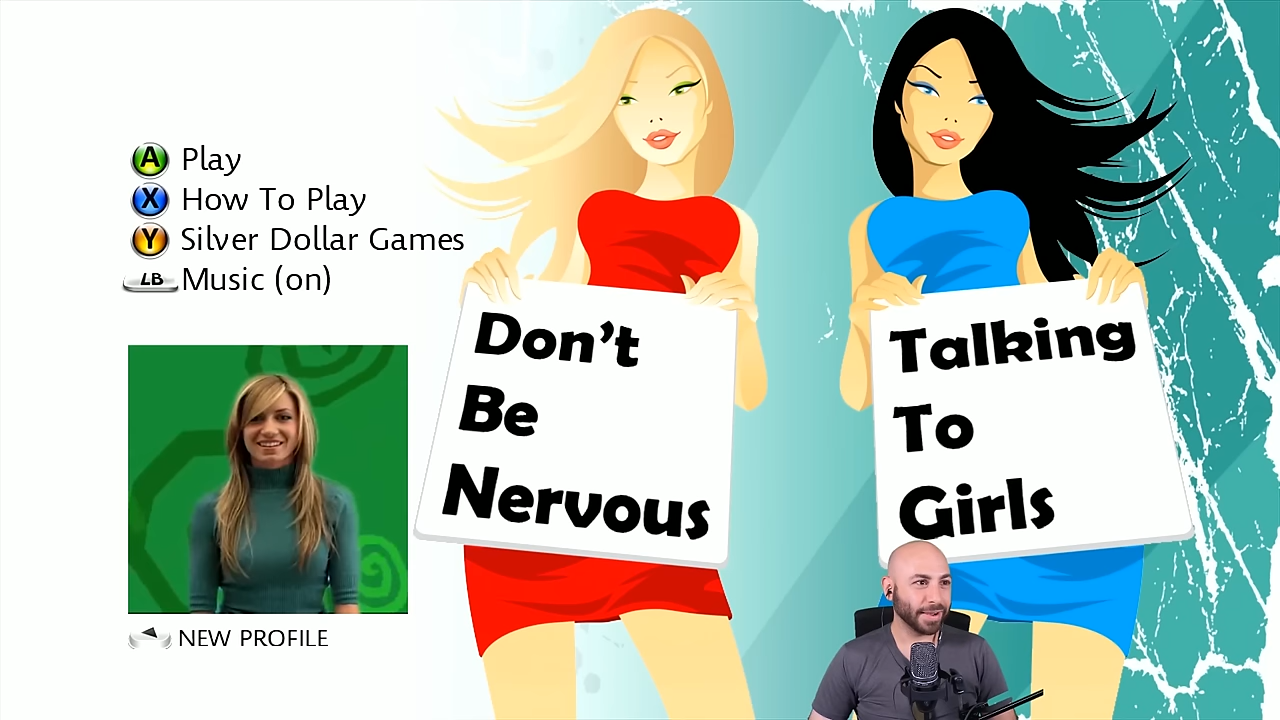 A Play
X How To Play
Y Silver Dollar Games
LB Music (on)
NEW PROFILE
Don't
Be
Nervous
Talking
To
Girls